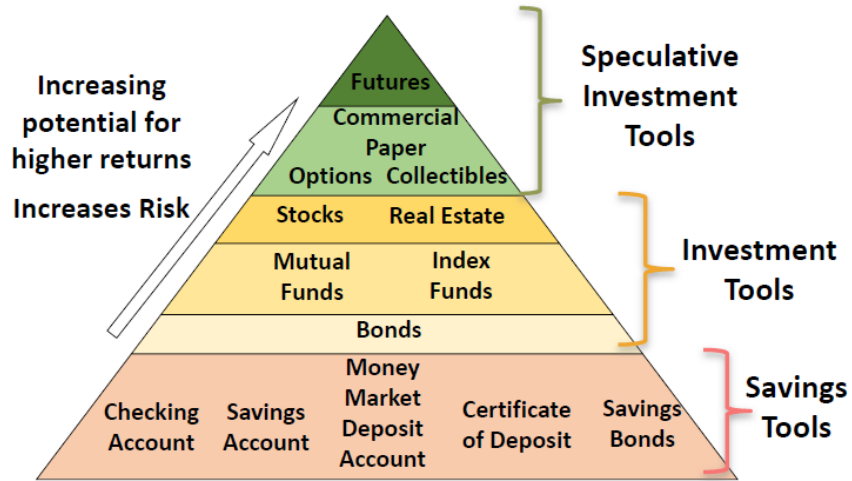 Increasing
potential for
higher returns
Increases Risk
Futures
Commercial
Paper
Options Collectibles
Stocks Real Estate
Mutual Index
Funds Funds
Bonds
Checking
Account
Savings
Account
Money
Market
Deposit
Account
Certificate
of Deposit
Savings
Bonds
Speculative
Investment
Tools
Investment
Tools
Savings
Tools